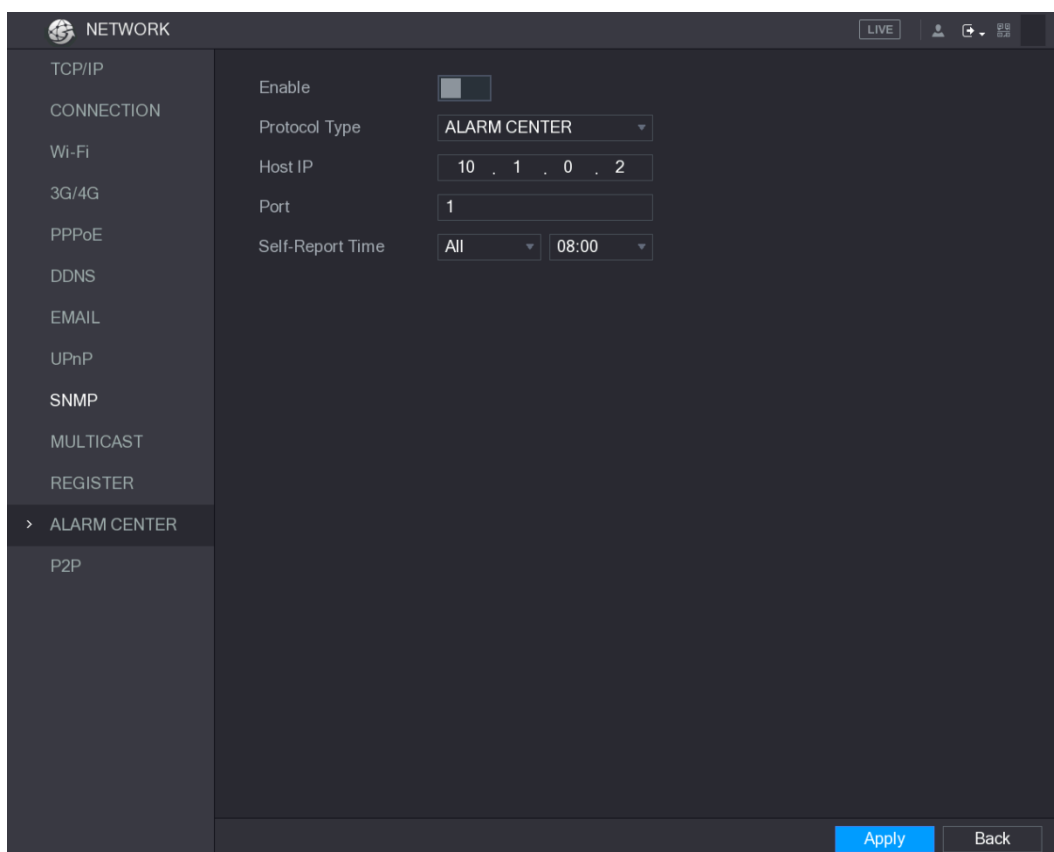 NETWORK
LIVE
TCP/IP
CONNECTION
Wi-Fi
3G/4G
PPPoE
DDNS
EMAIL
UPnP
SNMP
MULTICAST
REGISTER
ALARM CENTER
P2P
Enable
Protocol Type ALARM CENTER
Host IP 10 . 1 . 0 . 2
Port 1
Self-Report Time All 08:00
Apply Back